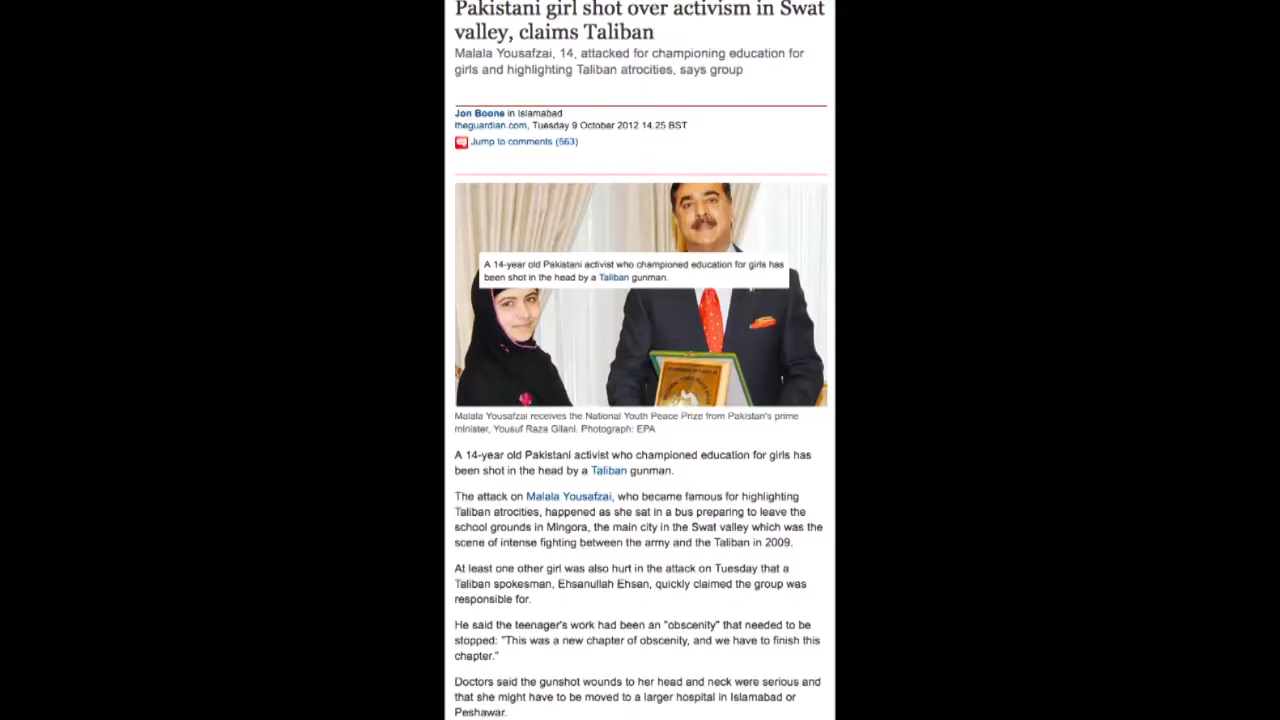 Pakistani girl shot over activism in Swat
valley, claims Taliban
Malala Yousafzai, 14, attacked for championing education for
girls and highlighting Taliban atrocities, says group
Jon Boone in Islamabad
theguardian.com, Tuesday 9 October 2012 14.25 BST
Jump to comments (563)
A 14-year old Pakistani activist who championed education for girls has
been shot in the head by a Taliban gunman.
Malala Yousafzai receives the National Youth Peace Prize from Pakistan's prime
minister, Yousuf Raza Gilani. Photograph: EPA
A 14-year old Pakistani activist who championed education for girls has
been shot in the head by a Taliban gunman.
The attack on Malala Yousafzai, who became famous for highlighting
Taliban atrocities, happened as she sat in a bus preparing to leave the
school grounds in Mingora, the main city in the Swat valley which was the
scene of intense fighting between the army and the Taliban in 2009.
At least one other girl was also hurt in the attack on Tuesday that a
Taliban spokesman, Ehsanullah Ehsan, quickly claimed the group was
responsible for.
He said the teenager's work had been an "obscenity" that needed to be
stopped: "This was a new chapter of obscenity, and we have to finish this
chapter."
Doctors said the gunshot wounds to her head and neck were serious and
that she might have to be moved to a larger hospital in Islamabad or
Peshawar.